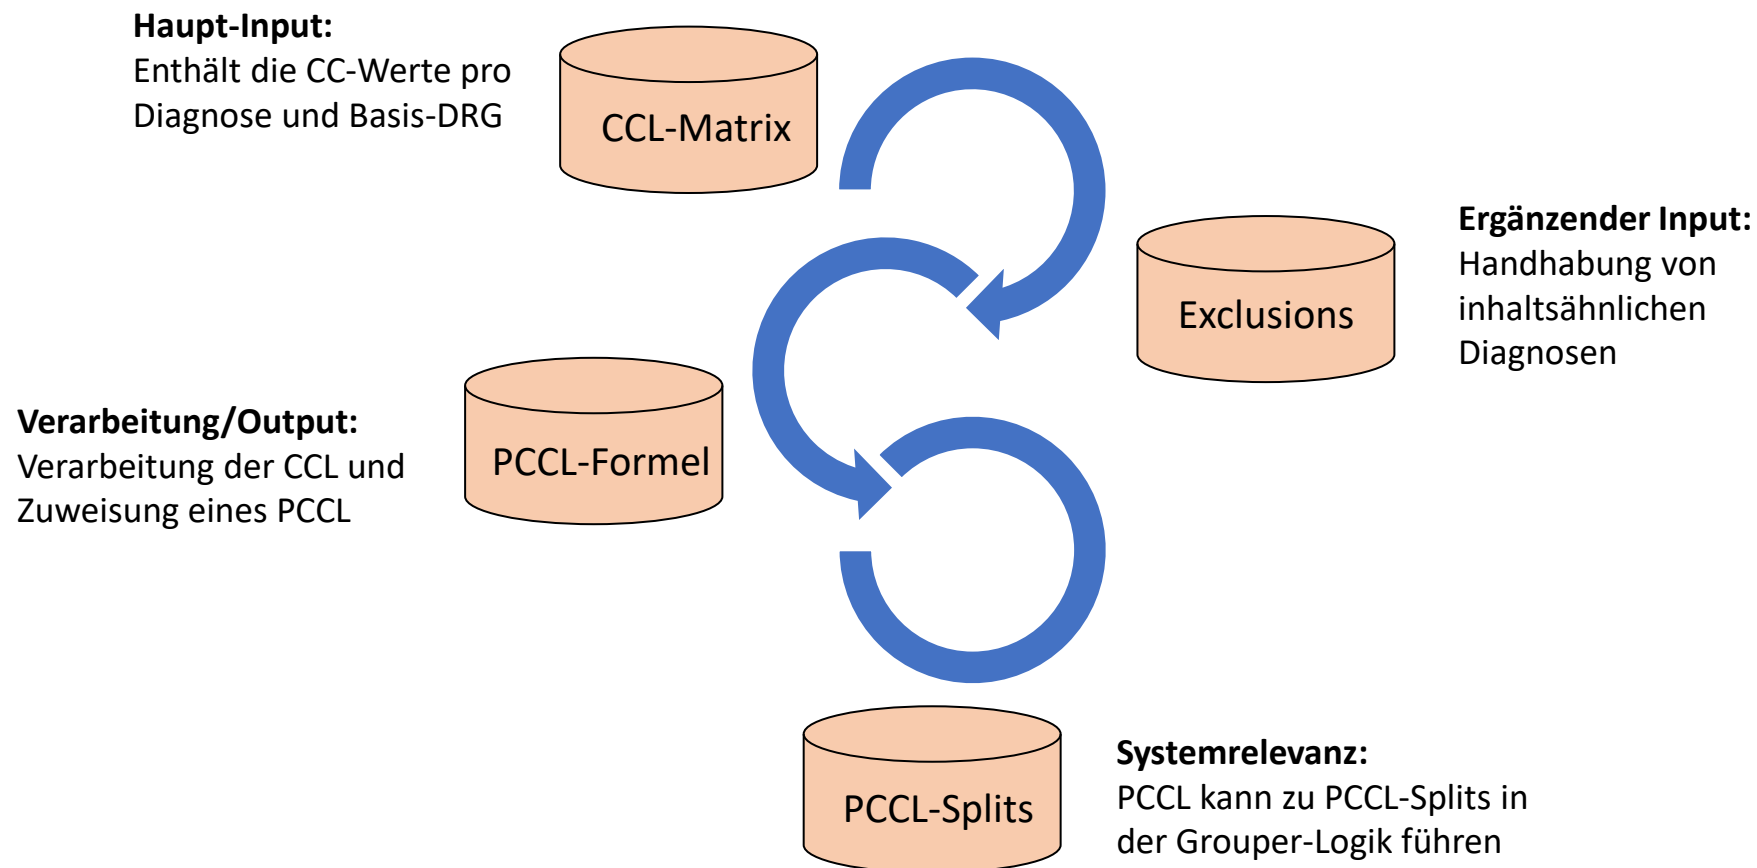 Haupt-Input:
Enthält die CC-Werte pro
Diagnose und Basis-DRG
CCL-Matrix
Ergänzender Input:
Handhabung von
inhaltsähnlichen
Diagnosen
Exclusions
Verarbeitung/Output:
Verarbeitung der CCL und
Zuweisung eines PCCL
PCCL-Formel
PCCL-Splits
Systemrelevanz:
PCCL kann zu PCCL-Splits in
der Grouper-Logik führen